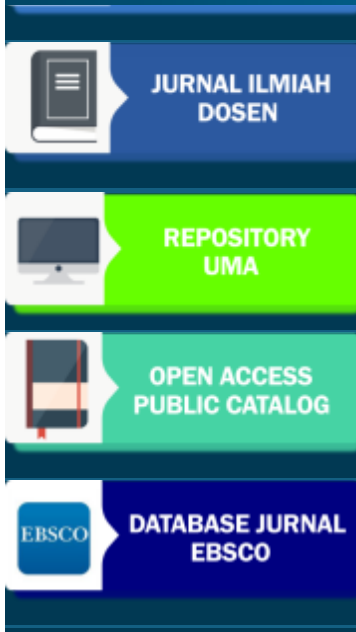 JURNAL ILMIAH
DOSEN
REPOSITORY
UMA
OPEN ACCESS
PUBLIC CATALOG
EBSCO
DATABASE JURNAL
EBSCO